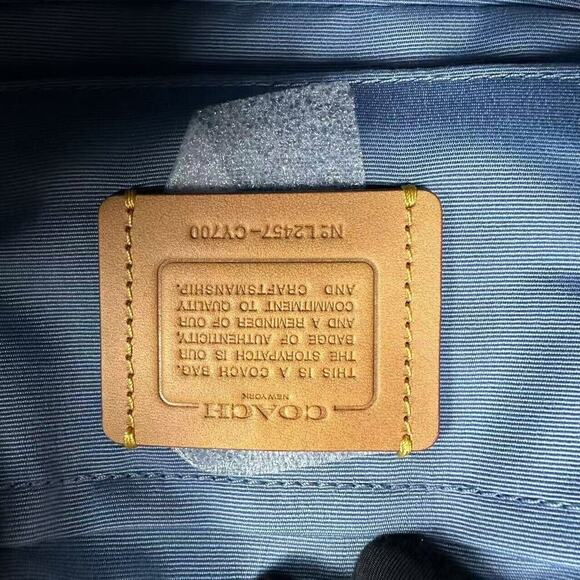 COACH
NEW YORK
THIS IS A COACH BAG.
THE STORYPATCH IS OUR
BADGE OF AUTHENTICITY,
AND A REMINDER OF OUR
COMMITMENT TO QUALITY
AND CRAFTSMANSHIP.
Nº L2457-CY700